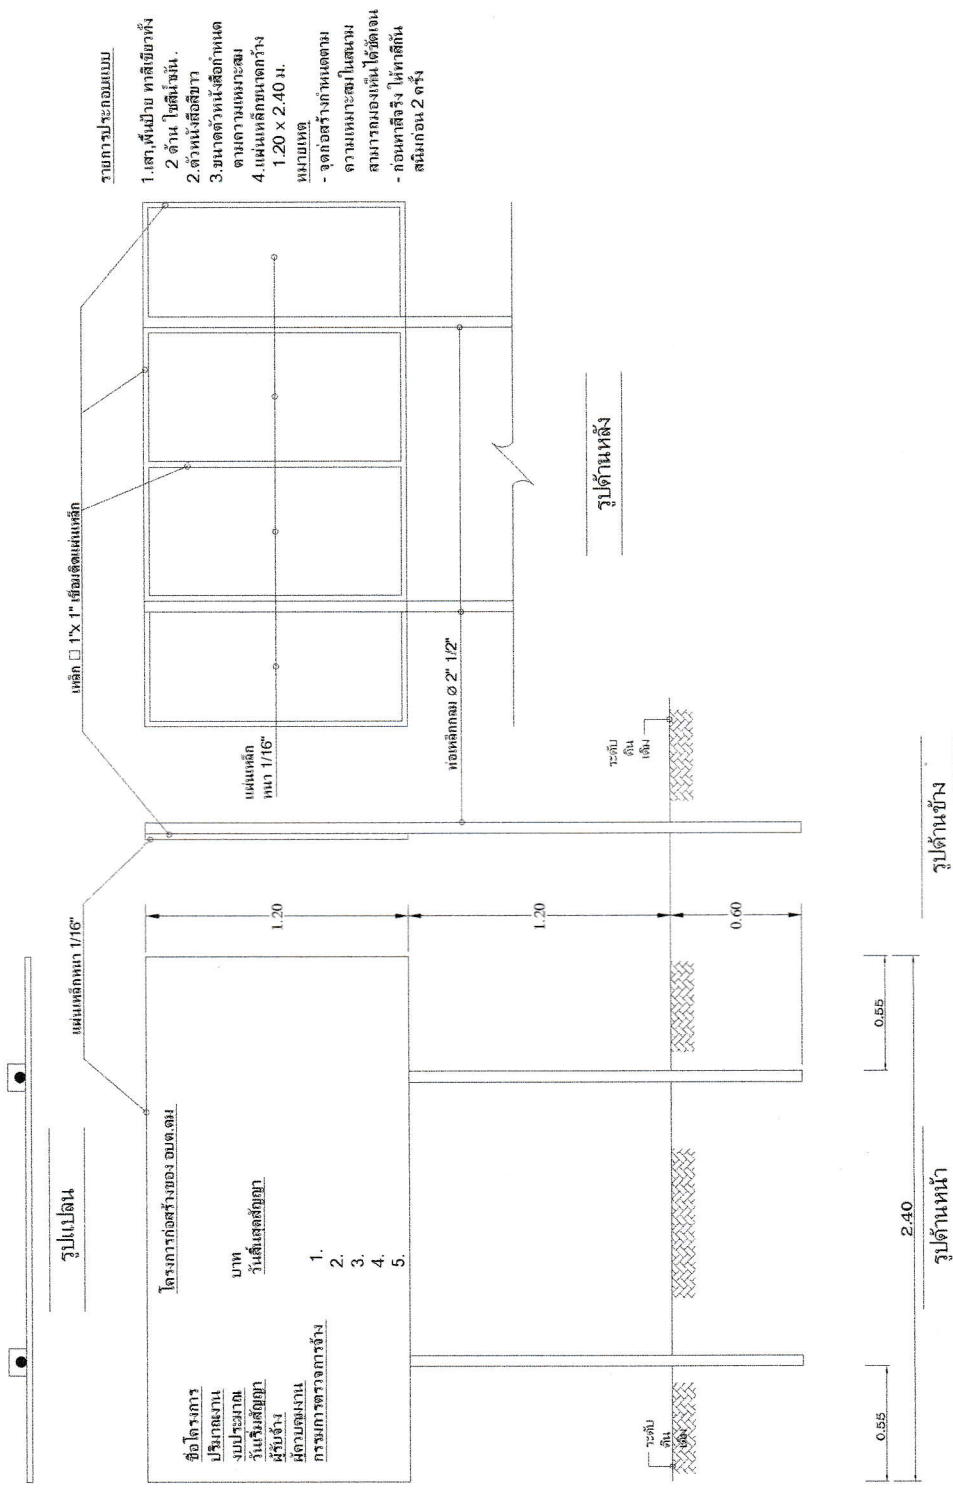 รูปแปลน
แผ่นเหล็กหนา 1/16"
เหล็ก □ 1"x 1" เชื่อมติดแผ่นเหล็ก
โครงการก่อสร้างของ อบต.ตม
ชื่อโครงการ
ปริมาณงาน
งบประมาณ บาท
วันเริ่มสัญญา วันสิ้นสุดสัญญา
ผู้รับจ้าง
ผู้ควบคุมงาน
กรรมการตรวจการจ้าง 1.
2.
3.
4.
5.
1.20
1.20
0.60
ระดับ
ดิน
เดิม
0.55
0.55
2.40
รูปด้านหน้า
ระดับ
ดิน
เดิม
รูปด้านข้าง
แผ่นเหล็ก
หนา 1/16"
ท่อเหล็กกลม Ø 2" 1/2"
รูปด้านหลัง
รายการประกอบแบบ
1.เสา,พื้นป้าย ทาสีเขียวทั้ง
2 ด้าน ใช้สีน้ำมัน .
2.ตัวหนังสือสีขาว
3.ขนาดตัวหนังสือกำหนด
ตามความเหมาะสม
4.แผ่นเหล็กขนาดกว้าง
1.20 x 2.40 ม.
หมายเหตุ
- จุดก่อสร้างกำหนดตาม
ความเหมาะสมในสนาม
สามารถมองเห็นได้ชัดเจน
- ก่อนทาสีจริง ให้ทาสีกัน
สนิมก่อน 2 ครั้ง